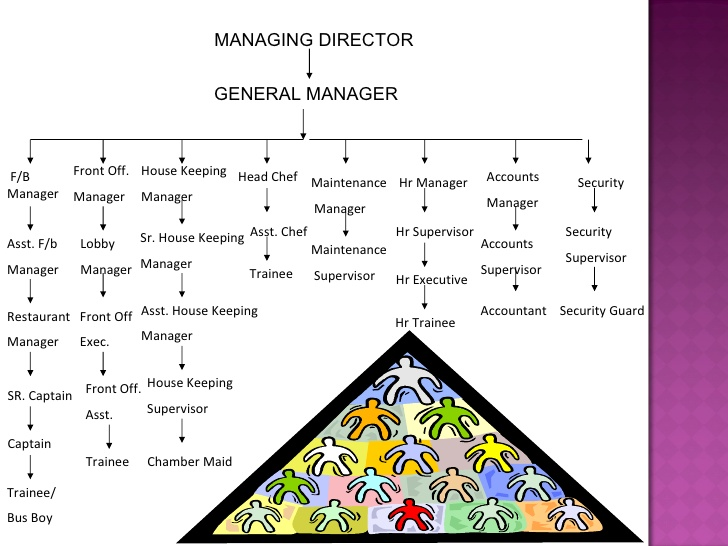 MANAGING DIRECTOR
GENERAL MANAGER
F/B
Manager
Asst. F/b
Manager
Restaurant
Manager
SR. Captain
Captain
Trainee/
Bus Boy
Front Off.
Manager
Lobby
Manager
Front Off
Exec.
Front Off.
Asst.
Trainee
House Keeping
Manager
Sr. House Keeping
Manager
Asst. House Keeping
Manager
House Keeping
Supervisor
Chamber Maid
Head Chef
Asst. Chef
Trainee
Maintenance
Manager
Maintenance
Supervisor
Hr Manager
Hr Supervisor
Hr Executive
Hr Trainee
Accounts
Manager
Accounts
Supervisor
Accountant
Security
Security
Supervisor
Security Guard